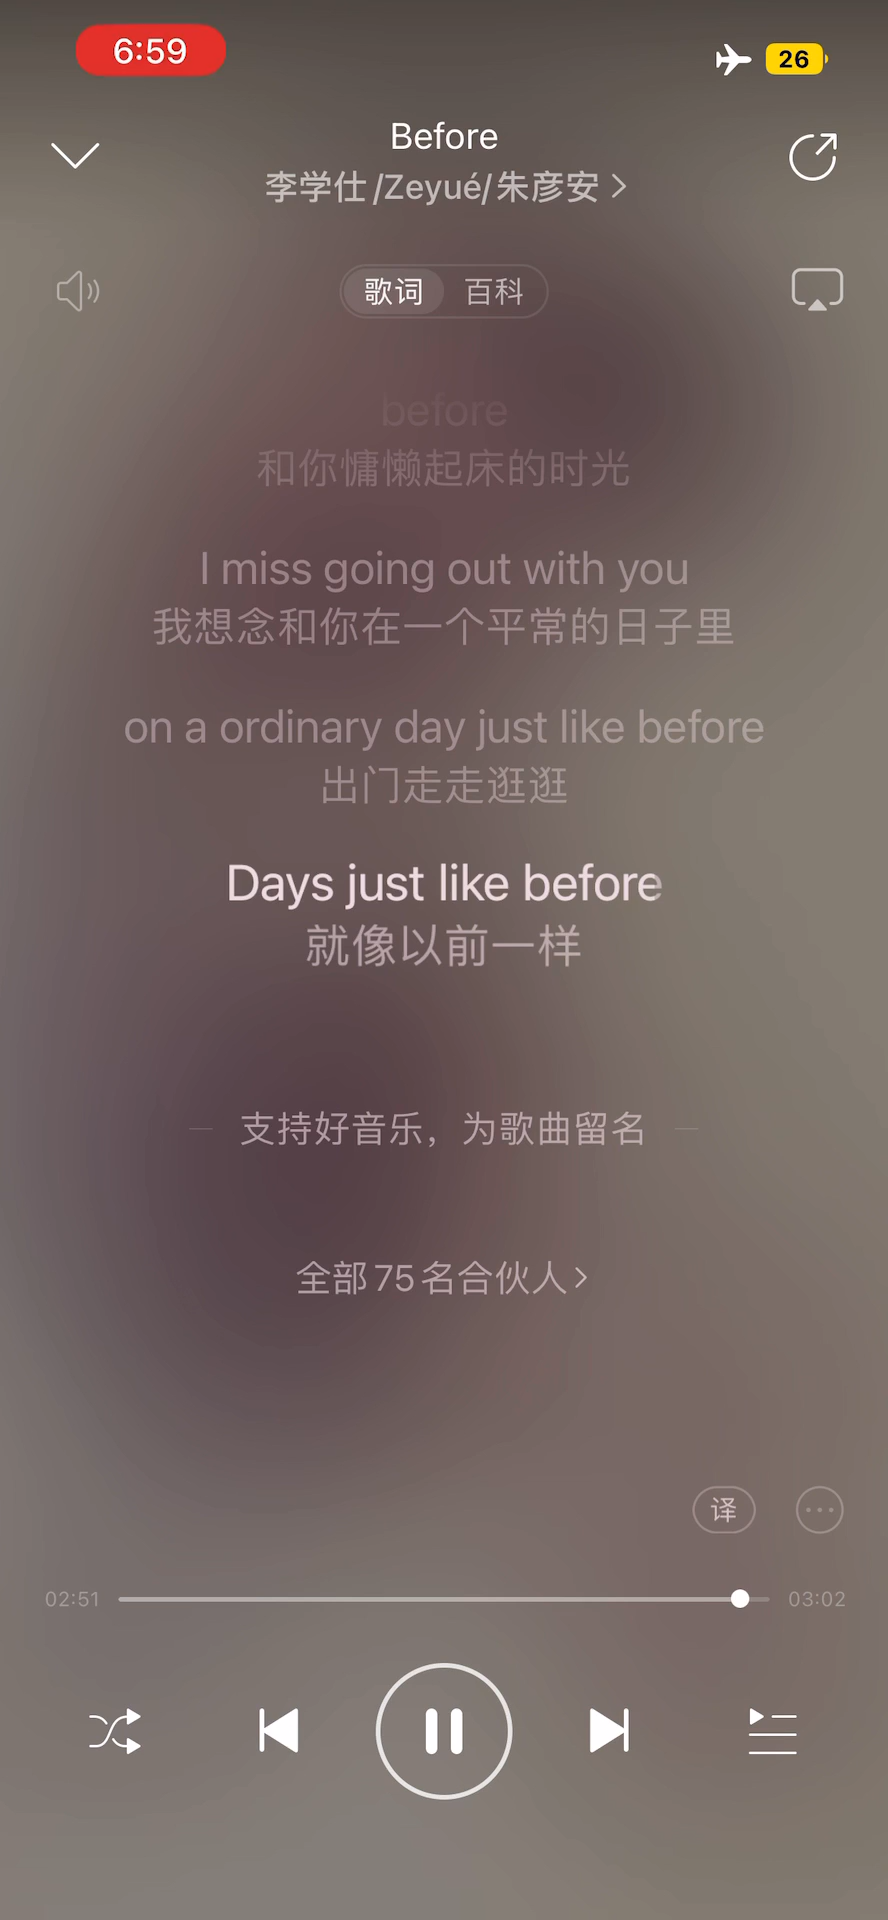 6:59
26
Before
李学仕/Zeyué/朱彦安
歌词 百科
before
和你慵懒起床的时光
I miss going out with you
我想念和你在一个平常的日子里
on a ordinary day just like before
出门走走逛逛
Days just like before
就像以前一样
支持好音乐，为歌曲留名
全部75名合伙人
译
02:51 03:02